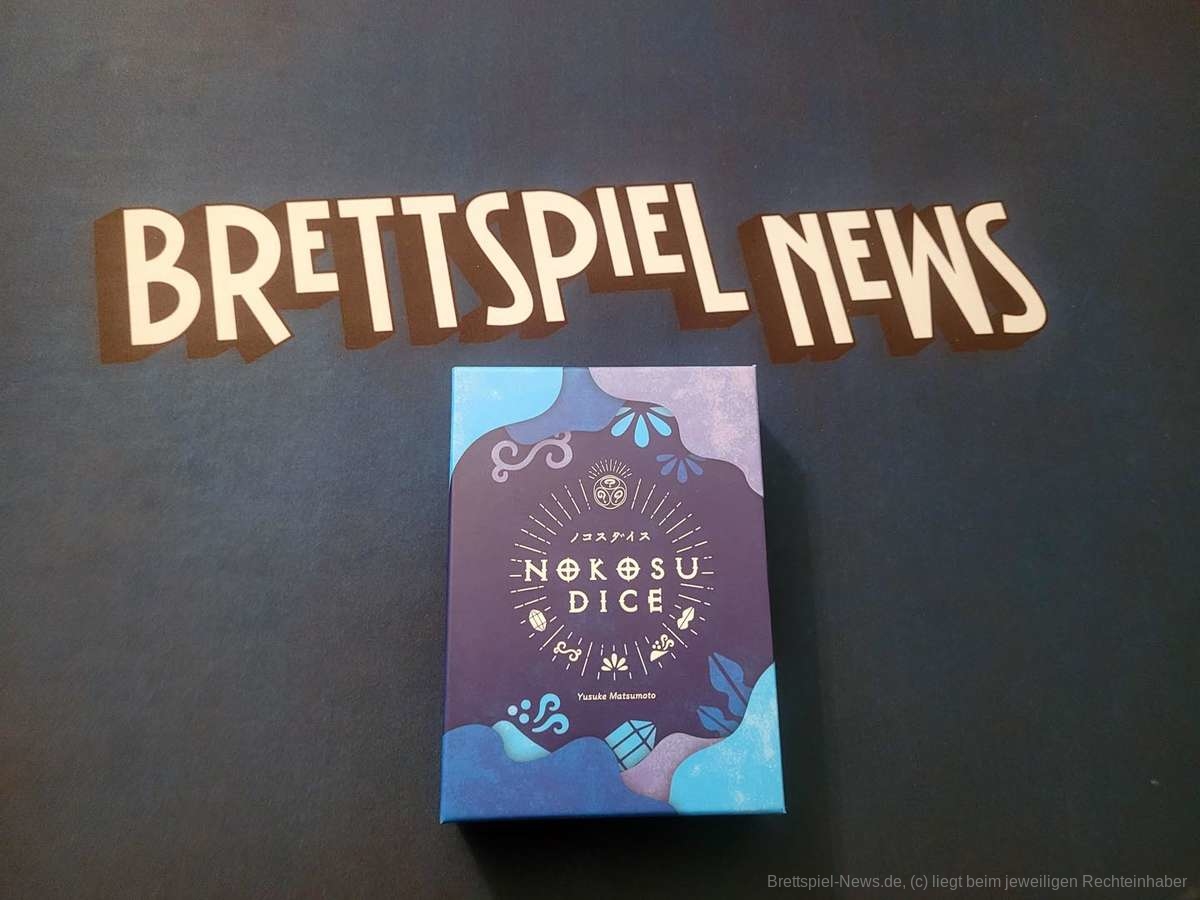 BRETTSPIEL NEWS
ノコスダイス
NOKOSU
DICE
Yusuke Matsumoto
Brettspiel-News.de, (c) liegt beim jeweiligen Rechteinhaber